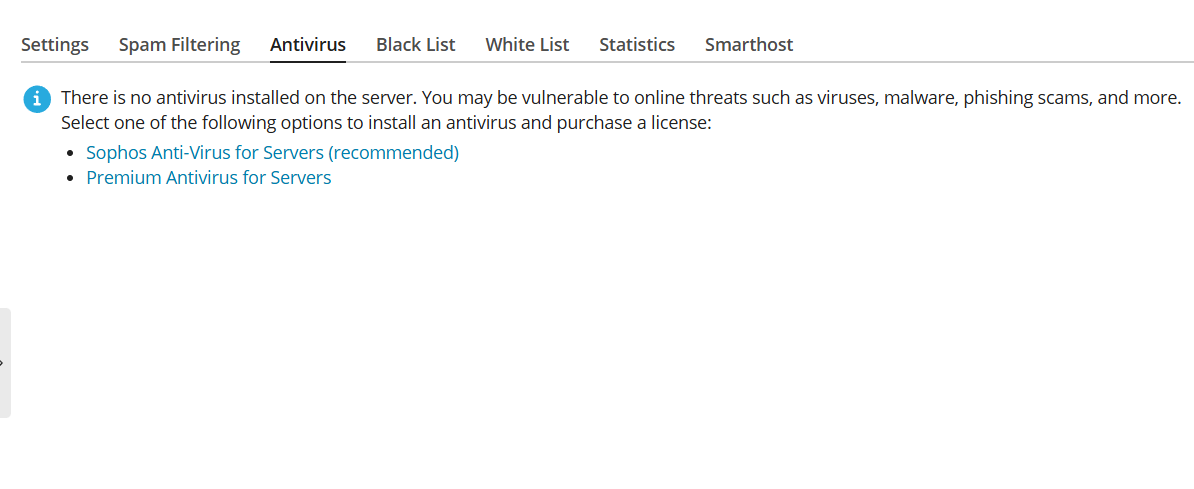 Settings Spam Filtering Antivirus Black List White List Statistics Smarthost
There is no antivirus installed on the server. You may be vulnerable to online threats such as viruses, malware, phishing scams, and more.
Select one of the following options to install an antivirus and purchase a license:
• Sophos Anti-Virus for Servers (recommended)
• Premium Antivirus for Servers